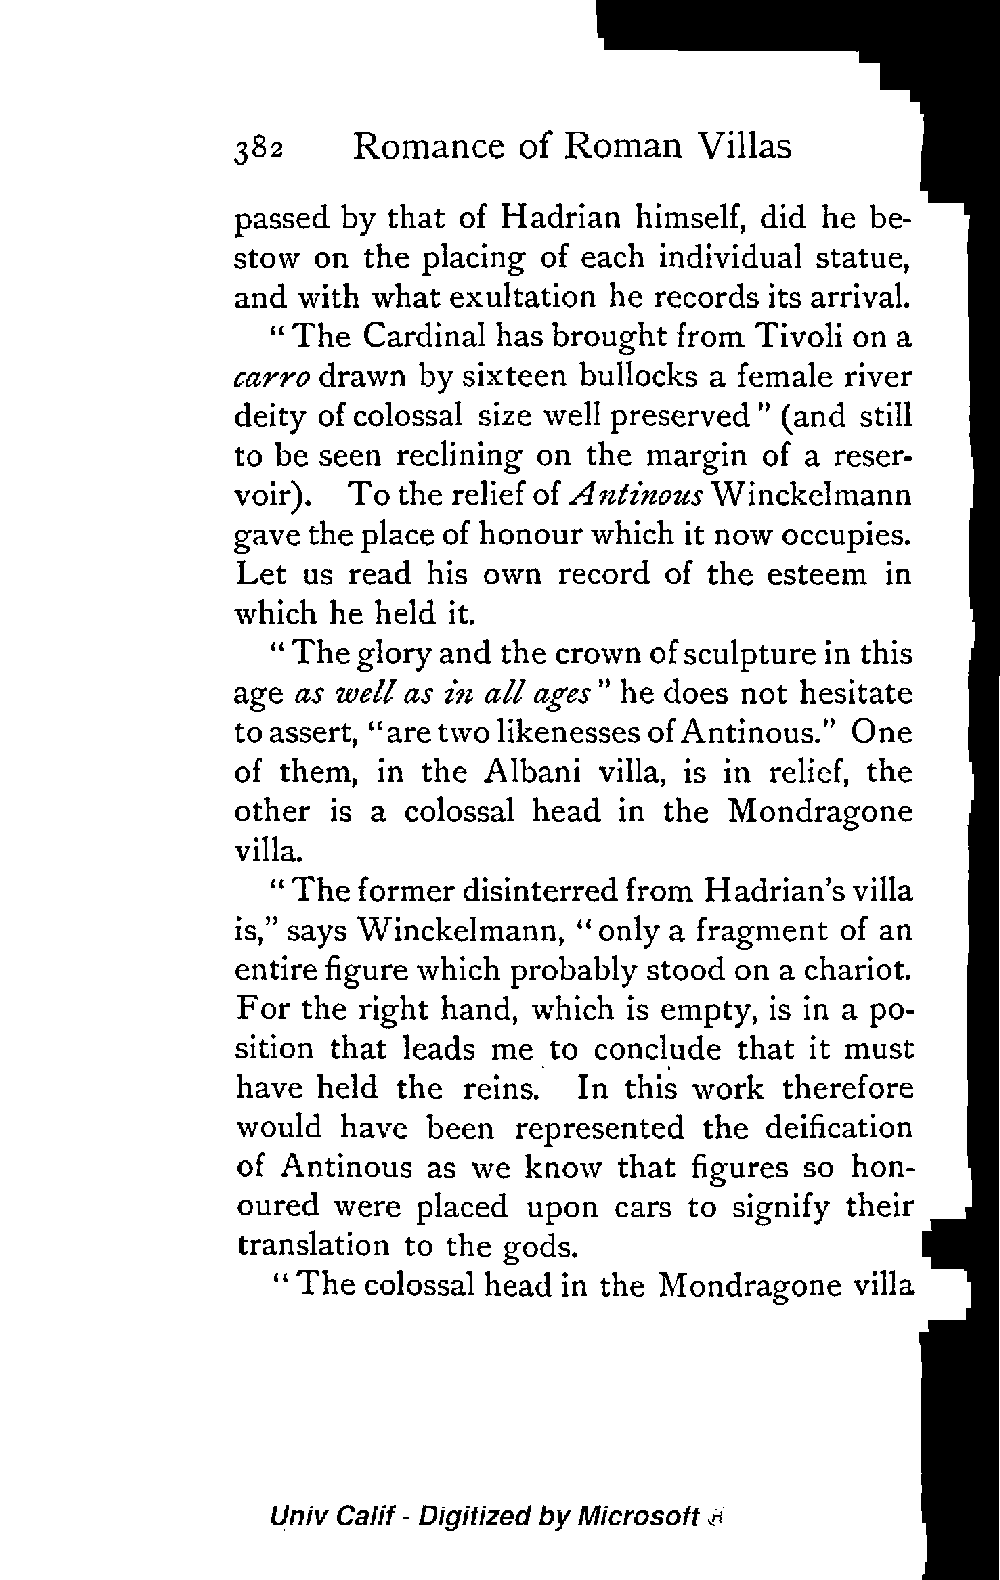 382 Romance of Roman Villas
passed by that of Hadrian himself, did he be-
stow on the placing of each individual statue,
and with what exultation he records its arrival.
"The Cardinal has brought from Tivoli on a
carro drawn by sixteen bullocks a female river
deity of colossal size well preserved" (and still
to be seen reclining on the margin of a reser-
voir). To the relief of Antinous Winckelmann
gave the place of honour which it now occupies.
Let us read his own record of the esteem in
which he held it.
"The glory and the crown of sculpture in this
age as well as in all ages" he does not hesitate
to assert, "are two likenesses of Antinous." One
of them, in the Albani villa, is in relief, the
other is a colossal head in the Mondragone
villa.
"The former disinterred from Hadrian's villa
is," says Winckelmann, "only a fragment of an
entire figure which probably stood on a chariot.
For the right hand, which is empty, is in a po-
sition that leads me to conclude that it must
have held the reins. In this work therefore
would have been represented the deification
of Antinous as we know that figures so hon-
oured were placed upon cars to signify their
translation to the gods.
"The colossal head in the Mondragone villa
Univ Calif - Digitized by Microsoft ®